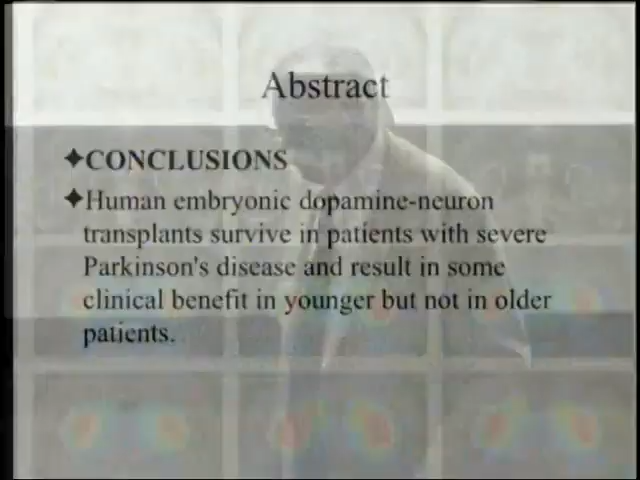 Abstract
✦CONCLUSIONS
✦Human embryonic dopamine-neuron
transplants survive in patients with severe
Parkinson's disease and result in some
clinical benefit in younger but not in older
patients.